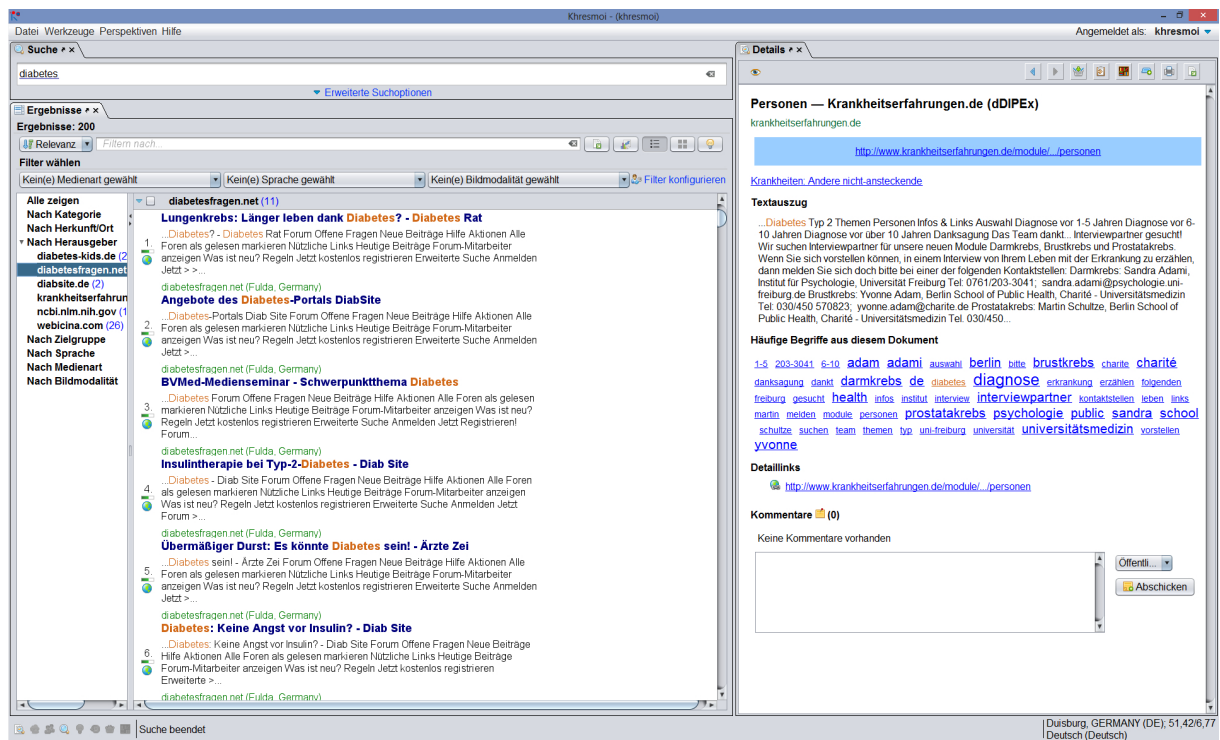 Khresmoi - (khresmoi)
Datei Werkzeuge Perspektiven Hilfe
Angemeldet als: khresmoi
Suche
diabetes
Erweiterte Suchoptionen
Ergebnisse
Ergebnisse: 200
Relevanz
Filtern nach...
Filter wählen
Kein(e) Medienart gewählt
Kein(e) Sprache gewählt
Kein(e) Bildmodalität gewählt
Filter konfigurieren
Alle zeigen
Nach Kategorie
Nach Herkunft/Ort
Nach Herausgeber
diabetes-kids.de (2
diabetesfragen.net
diabsite.de (2)
krankheitserfahrun
ncbi.nlm.nih.gov (1
webicina.com (26)
Nach Zielgruppe
Nach Sprache
Nach Medienart
Nach Bildmodalität
diabetesfragen.net (11)
1.
Lungenkrebs: Länger leben dank Diabetes? - Diabetes Rat
...Diabetes? - Diabetes Rat Forum Offene Fragen Neue Beiträge Hilfe Aktionen Alle
Foren als gelesen markieren Nützliche Links Heutige Beiträge Forum-Mitarbeiter
anzeigen Was ist neu? Regeln Jetzt kostenlos registrieren Erweiterte Suche Anmelden
Jetzt > >...
diabetesfragen.net (Fulda, Germany)
2.
Angebote des Diabetes-Portals DiabSite
...Diabetes-Portals Diab Site Forum Offene Fragen Neue Beiträge Hilfe Aktionen Alle
Foren als gelesen markieren Nützliche Links Heutige Beiträge Forum-Mitarbeiter
anzeigen Was ist neu? Regeln Jetzt kostenlos registrieren Erweiterte Suche Anmelden
Jetzt >...
diabetesfragen.net (Fulda, Germany)
3.
BVMed-Medienseminar - Schwerpunktthema Diabetes
...Diabetes Forum Offene Fragen Neue Beiträge Hilfe Aktionen Alle Foren als gelesen
markieren Nützliche Links Heutige Beiträge Forum-Mitarbeiter anzeigen Was ist neu?
Regeln Jetzt kostenlos registrieren Erweiterte Suche Anmelden Jetzt Registrieren!
Forum...
diabetesfragen.net (Fulda, Germany)
4.
Insulintherapie bei Typ-2-Diabetes - Diab Site
...Diabetes - Diab Site Forum Offene Fragen Neue Beiträge Hilfe Aktionen Alle Foren
als gelesen markieren Nützliche Links Heutige Beiträge Forum-Mitarbeiter anzeigen
Was ist neu? Regeln Jetzt kostenlos registrieren Erweiterte Suche Anmelden Jetzt
Forum >...
diabetesfragen.net (Fulda, Germany)
5.
Übermäßiger Durst: Es könnte Diabetes sein! - Ärzte Zei
...Diabetes sein! - Ärzte Zei Forum Offene Fragen Neue Beiträge Hilfe Aktionen Alle
Foren als gelesen markieren Nützliche Links Heutige Beiträge Forum-Mitarbeiter
anzeigen Was ist neu? Regeln Jetzt kostenlos registrieren Erweiterte Suche Anmelden
Jetzt >...
diabetesfragen.net (Fulda, Germany)
6.
Diabetes: Keine Angst vor Insulin? - Diab Site
...Diabetes: Keine Angst vor Insulin? - Diab Site Forum Offene Fragen Neue Beiträge
Hilfe Aktionen Alle Foren als gelesen markieren Nützliche Links Heutige Beiträge
Forum-Mitarbeiter anzeigen Was ist neu? Regeln Jetzt kostenlos registrieren
Erweiterte >...
diabetesfragen.net (Fulda, Germany)
Details
Personen — Krankheitserfahrungen.de (dDIPEx)
krankheitserfahrungen.de
http://www.krankheitserfahrungen.de/module/.../personen
Krankheiten: Andere nicht-ansteckende
Textauszug
...Diabetes Typ 2 Themen Personen Infos & Links Auswahl Diagnose vor 1-5 Jahren Diagnose vor 6-
10 Jahren Diagnose vor über 10 Jahren Danksagung Das Team dankt... Interviewpartner gesucht!
Wir suchen Interviewpartner für unsere neuen Module Darmkrebs, Brustkrebs und Prostatakrebs.
Wenn Sie sich vorstellen können, in einem Interview von Ihrem Leben mit der Erkrankung zu erzählen,
dann melden Sie sich doch bitte bei einer der folgenden Kontaktstellen: Darmkrebs: Sandra Adami,
Institut für Psychologie, Universität Freiburg Tel: 0761/203-3041; sandra.adami@psychologie.uni-
freiburg.de Brustkrebs: Yvonne Adam, Berlin School of Public Health, Charité - Universitätsmedizin
Tel: 030/450 570823; yvonne.adam@charite.de Prostatakrebs: Martin Schultze, Berlin School of
Public Health, Charité - Universitätsmedizin Tel. 030/450...
Häufige Begriffe aus diesem Dokument
1-5 203-3041 6-10 adam adami auswahl berlin bitte brustkrebs charite charité
danksagung dankt darmkrebs de diabetes diagnose erkrankung erzählen folgenden
freiburg gesucht health infos institut interview interviewpartner kontaktstellen leben links
martin melden module personen prostatakrebs psychologie public sandra school
schultze suchen team themen typ uni-freiburg universität universitätsmedizin vorstellen
yvonne
Detaillinks
http://www.krankheitserfahrungen.de/module/.../personen
Kommentare (0)
Keine Kommentare vorhanden
Öffentli...
Abschicken
Suche beendet
Duisburg, GERMANY (DE); 51,42/6,77
Deutsch (Deutsch)